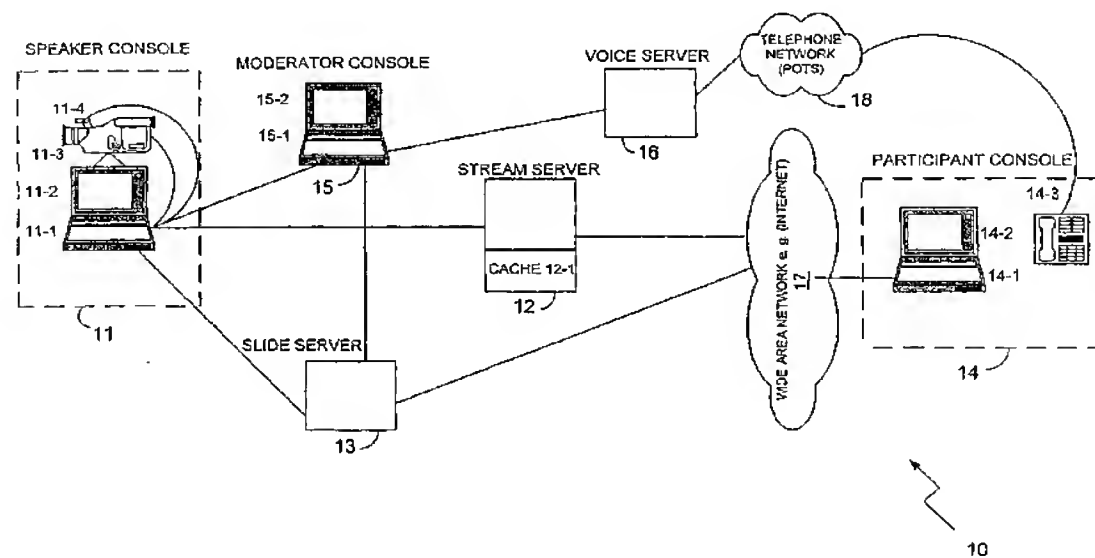 SPEAKER CONSOLE
11-4
11-3
11-2
11-1
11
MODERATOR CONSOLE
15-2
15-1
15
VOICE SERVER
16
TELEPHONE
NETWORK
(POTS)
18
STREAM SERVER
CACHE 12-1
12
SLIDE SERVER
13
WIDE AREA NETWORK e.g. (INTERNET)
17
PARTICIPANT CONSOLE
14-3
14-2
14-1
14
10